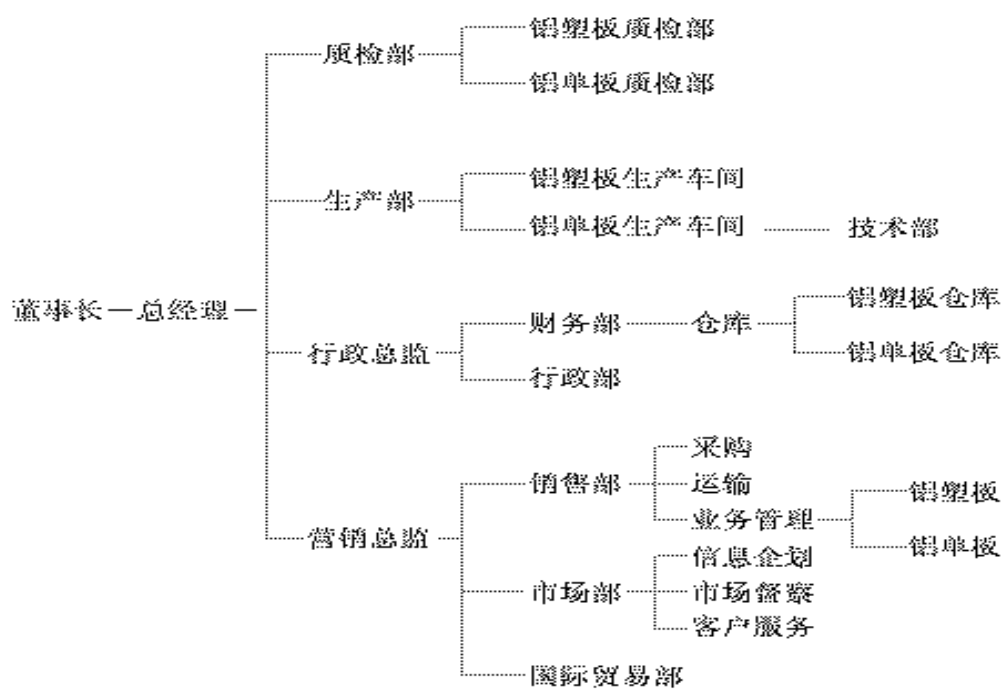 董事长－总经理－
质检部
铝塑板质检部
铝单板质检部
生产部
铝塑板生产车间
铝单板生产车间
技术部
行政总监
财务部
仓库
铝塑板仓库
铝单板仓库
行政部
营销总监
销售部
采购
运输
业务管理
铝塑板
铝单板
市场部
信息企划
市场督察
客户服务
国际贸易部